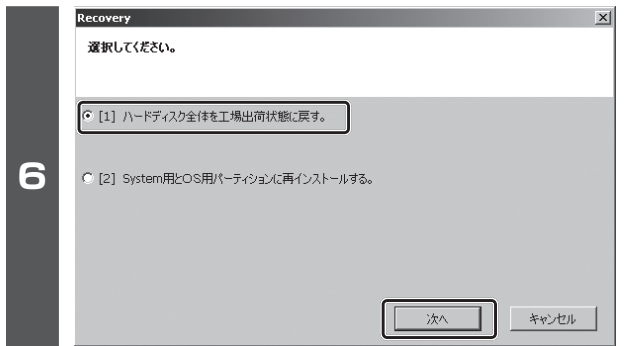 Recovery
選択してください。
[1] ハードディスク全体を工場出荷状態に戻す。
6
[2] System用とOS用パーティションに再インストールする。
次へ
キャンセル